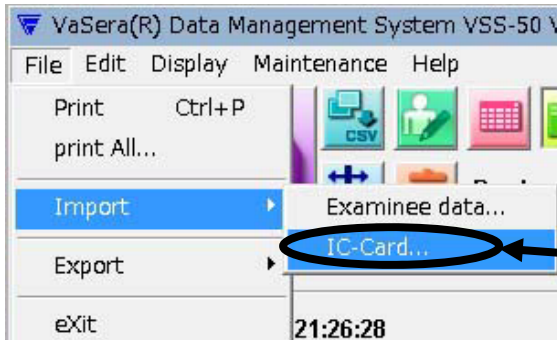 VaSera(R) Data Management System VSS-50
File Edit Display Maintenance Help
Print Ctrl+P
print All...
CSV
Import
Examinee data...
IC-Card...
Export
eXit
21:26:28